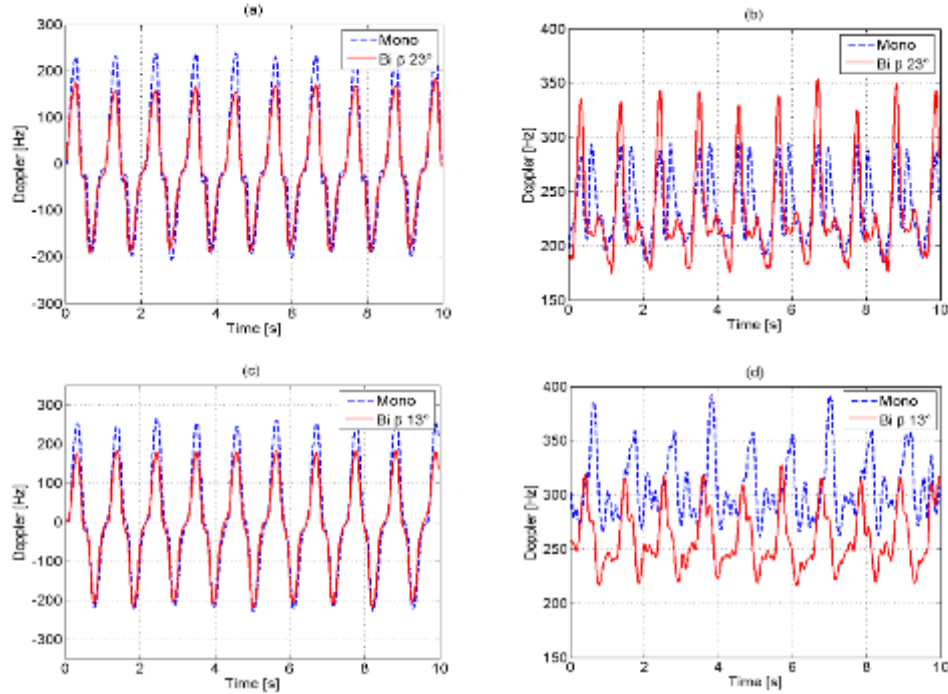 (a)
300
200
100
0
-100
-200
-300
Doppler [Hz]
0 2 4 6 8 10
Time [s]
Mono
Bi β 23°
(b)
400
350
300
250
200
150
Doppler [Hz]
0 2 4 6 8 10
Time [s]
Mono
Bi β 23°
(c)
300
200
100
0
-100
-200
-300
Doppler [Hz]
0 2 4 6 8 10
Time [s]
Mono
Bi β 13°
(d)
400
350
300
250
200
150
Doppler [Hz]
0 2 4 6 8 10
Time [s]
Mono
Bi β 13°